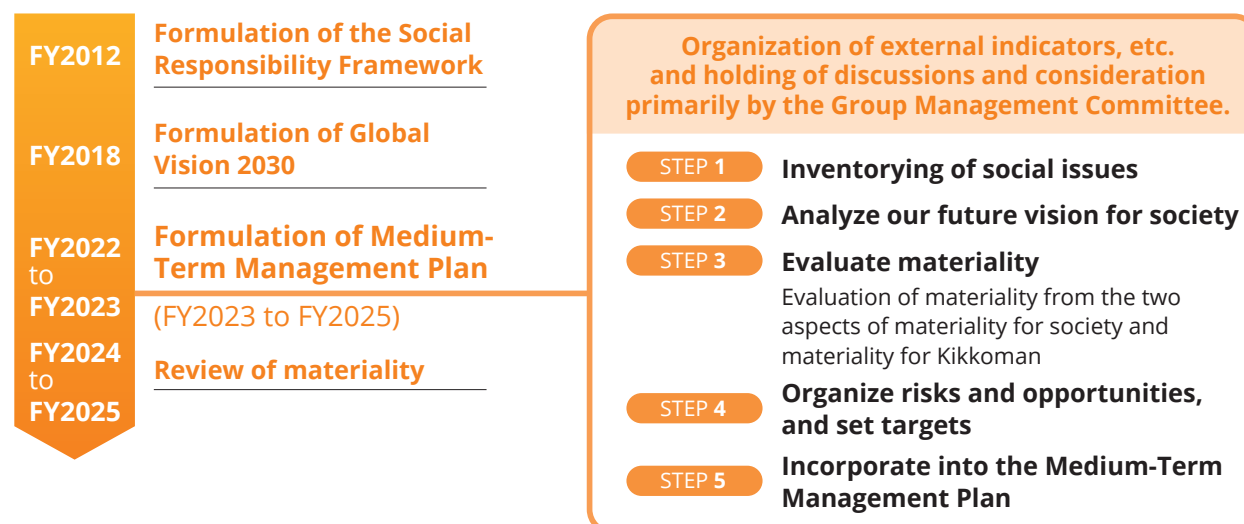 FY2012
Formulation of the Social
Responsibility Framework
FY2018
Formulation of Global
Vision 2030
FY2022
to
FY2023
Formulation of Medium-
Term Management Plan
(FY2023 to FY2025)
FY2024
to
FY2025
Review of materiality
Organization of external indicators, etc.
and holding of discussions and consideration
primarily by the Group Management Committee.
STEP 1 Inventorying of social issues
STEP 2 Analyze our future vision for society
STEP 3 Evaluate materiality
Evaluation of materiality from the two
aspects of materiality for society and
materiality for Kikkoman
STEP 4 Organize risks and opportunities,
and set targets
STEP 5 Incorporate into the Medium-Term
Management Plan